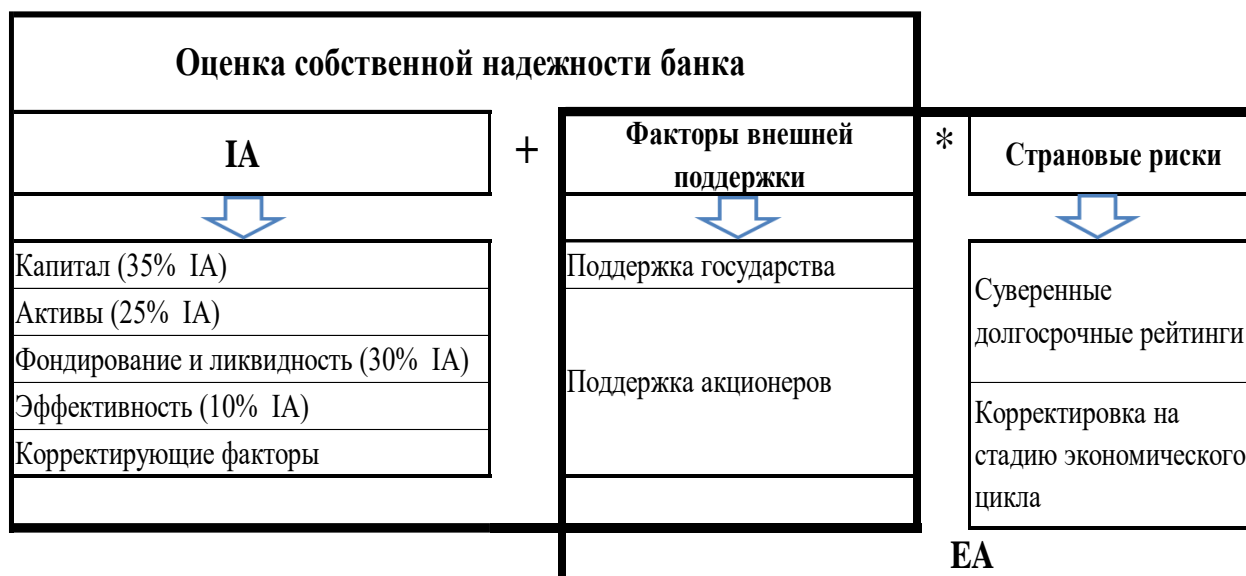 Оценка собственной надежности банка
IA
+
Факторы внешней
поддержки
*
Страновые риски
Капитал (35% IA)
Активы (25% IA)
Фондирование и ликвидность (30% IA)
Эффективность (10% IA)
Корректирующие факторы
Поддержка государства
Поддержка акционеров
Суверенные
долгосрочные рейтинги
Корректировка на
стадию экономического
цикла
EA